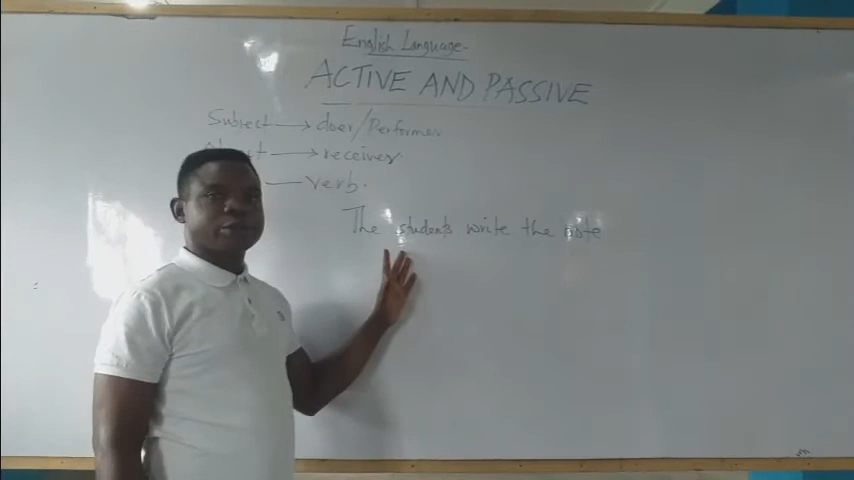 English Language
ACTIVE AND PASSIVE
Subject → doer/Performer
→ receiver
— verb.
The students write the note